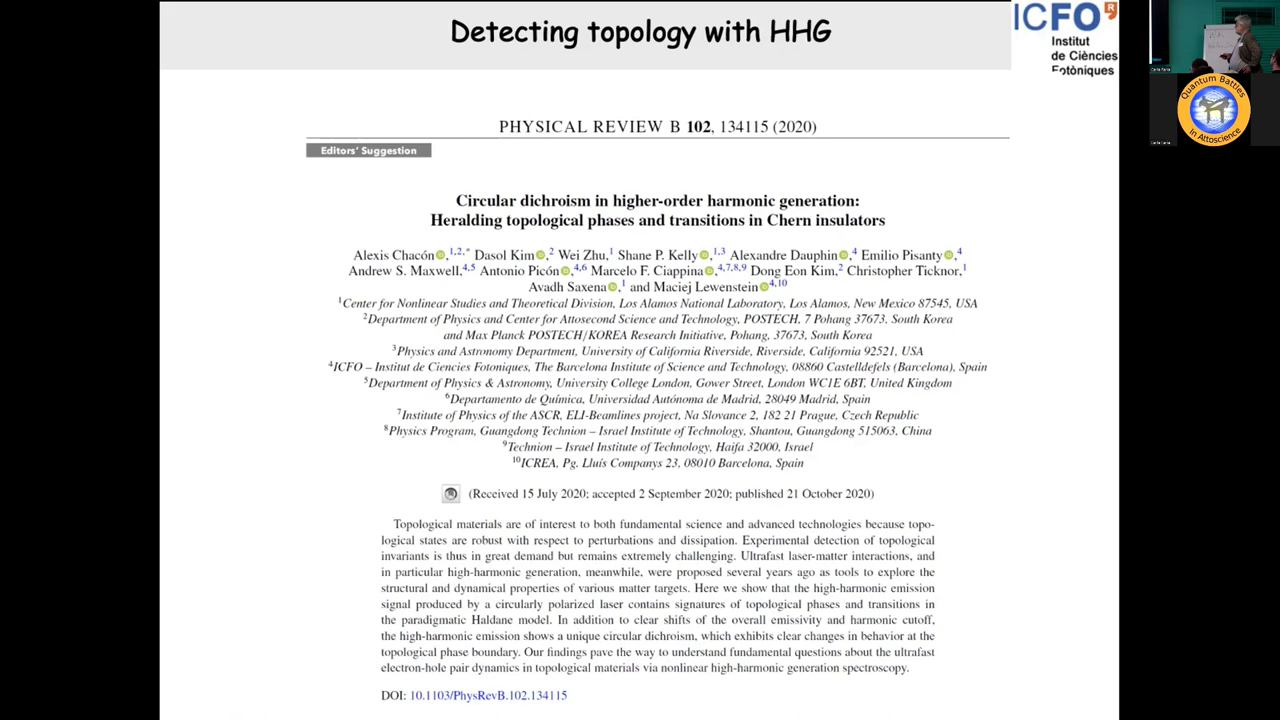 Detecting topology with HHG
ICFO
Institut
de Ciències
Fotòniques
Carla Faria
Quantum Battles
In Attoscience
Carla Faria
PHYSICAL REVIEW B 102, 134115 (2020)
Editors' Suggestion
Circular dichroism in higher-order harmonic generation:
Heralding topological phases and transitions in Chern insulators
Alexis Chacón,1,2,* Dasol Kim,2 Wei Zhu,1 Shane P. Kelly,1,3 Alexandre Dauphin,4 Emilio Pisanty,4
Andrew S. Maxwell,4,5 Antonio Picón,4,6 Marcelo F. Ciappina,4,7,8,9 Dong Eon Kim,2 Christopher Ticknor,1
Avadh Saxena,1 and Maciej Lewenstein4,10
1Center for Nonlinear Studies and Theoretical Division, Los Alamos National Laboratory, Los Alamos, New Mexico 87545, USA
2Department of Physics and Center for Attosecond Science and Technology, POSTECH, 7 Pohang 37673, South Korea
and Max Planck POSTECH/KOREA Research Initiative, Pohang, 37673, South Korea
3Physics and Astronomy Department, University of California Riverside, Riverside, California 92521, USA
4ICFO – Institut de Ciencies Fotoniques, The Barcelona Institute of Science and Technology, 08860 Castelldefels (Barcelona), Spain
5Department of Physics & Astronomy, University College London, Gower Street, London WC1E 6BT, United Kingdom
6Departamento de Química, Universidad Autónoma de Madrid, 28049 Madrid, Spain
7Institute of Physics of the ASCR, ELI-Beamlines project, Na Slovance 2, 182 21 Prague, Czech Republic
8Physics Program, Guangdong Technion – Israel Institute of Technology, Shantou, Guangdong 515063, China
9Technion – Israel Institute of Technology, Haifa 32000, Israel
10ICREA, Pg. Lluís Companys 23, 08010 Barcelona, Spain
(Received 15 July 2020; accepted 2 September 2020; published 21 October 2020)
Topological materials are of interest to both fundamental science and advanced technologies because topo-
logical states are robust with respect to perturbations and dissipation. Experimental detection of topological
invariants is thus in great demand but remains extremely challenging. Ultrafast laser-matter interactions, and
in particular high-harmonic generation, meanwhile, were proposed several years ago as tools to explore the
structural and dynamical properties of various matter targets. Here we show that the high-harmonic emission
signal produced by a circularly polarized laser contains signatures of topological phases and transitions in
the paradigmatic Haldane model. In addition to clear shifts of the overall emissivity and harmonic cutoff,
the high-harmonic emission shows a unique circular dichroism, which exhibits clear changes in behavior at the
topological phase boundary. Our findings pave the way to understand fundamental questions about the ultrafast
electron-hole pair dynamics in topological materials via nonlinear high-harmonic generation spectroscopy.
DOI: 10.1103/PhysRevB.102.134115